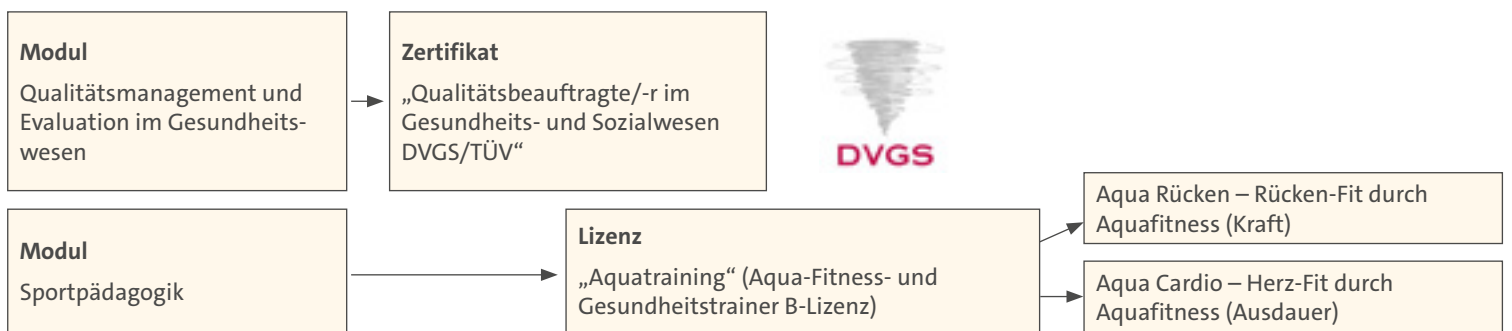 Modul
Qualitätsmanagement und
Evaluation im Gesundheits-
wesen
Zertifikat
„Qualitätsbeauftragte/-r im
Gesundheits- und Sozialwesen
DVGS/TÜV“
DVGS
Modul
Sportpädagogik
Lizenz
„Aquatraining“ (Aqua-Fitness- und
Gesundheitstrainer B-Lizenz)
Aqua Rücken – Rücken-Fit durch
Aquafitness (Kraft)
Aqua Cardio – Herz-Fit durch
Aquafitness (Ausdauer)